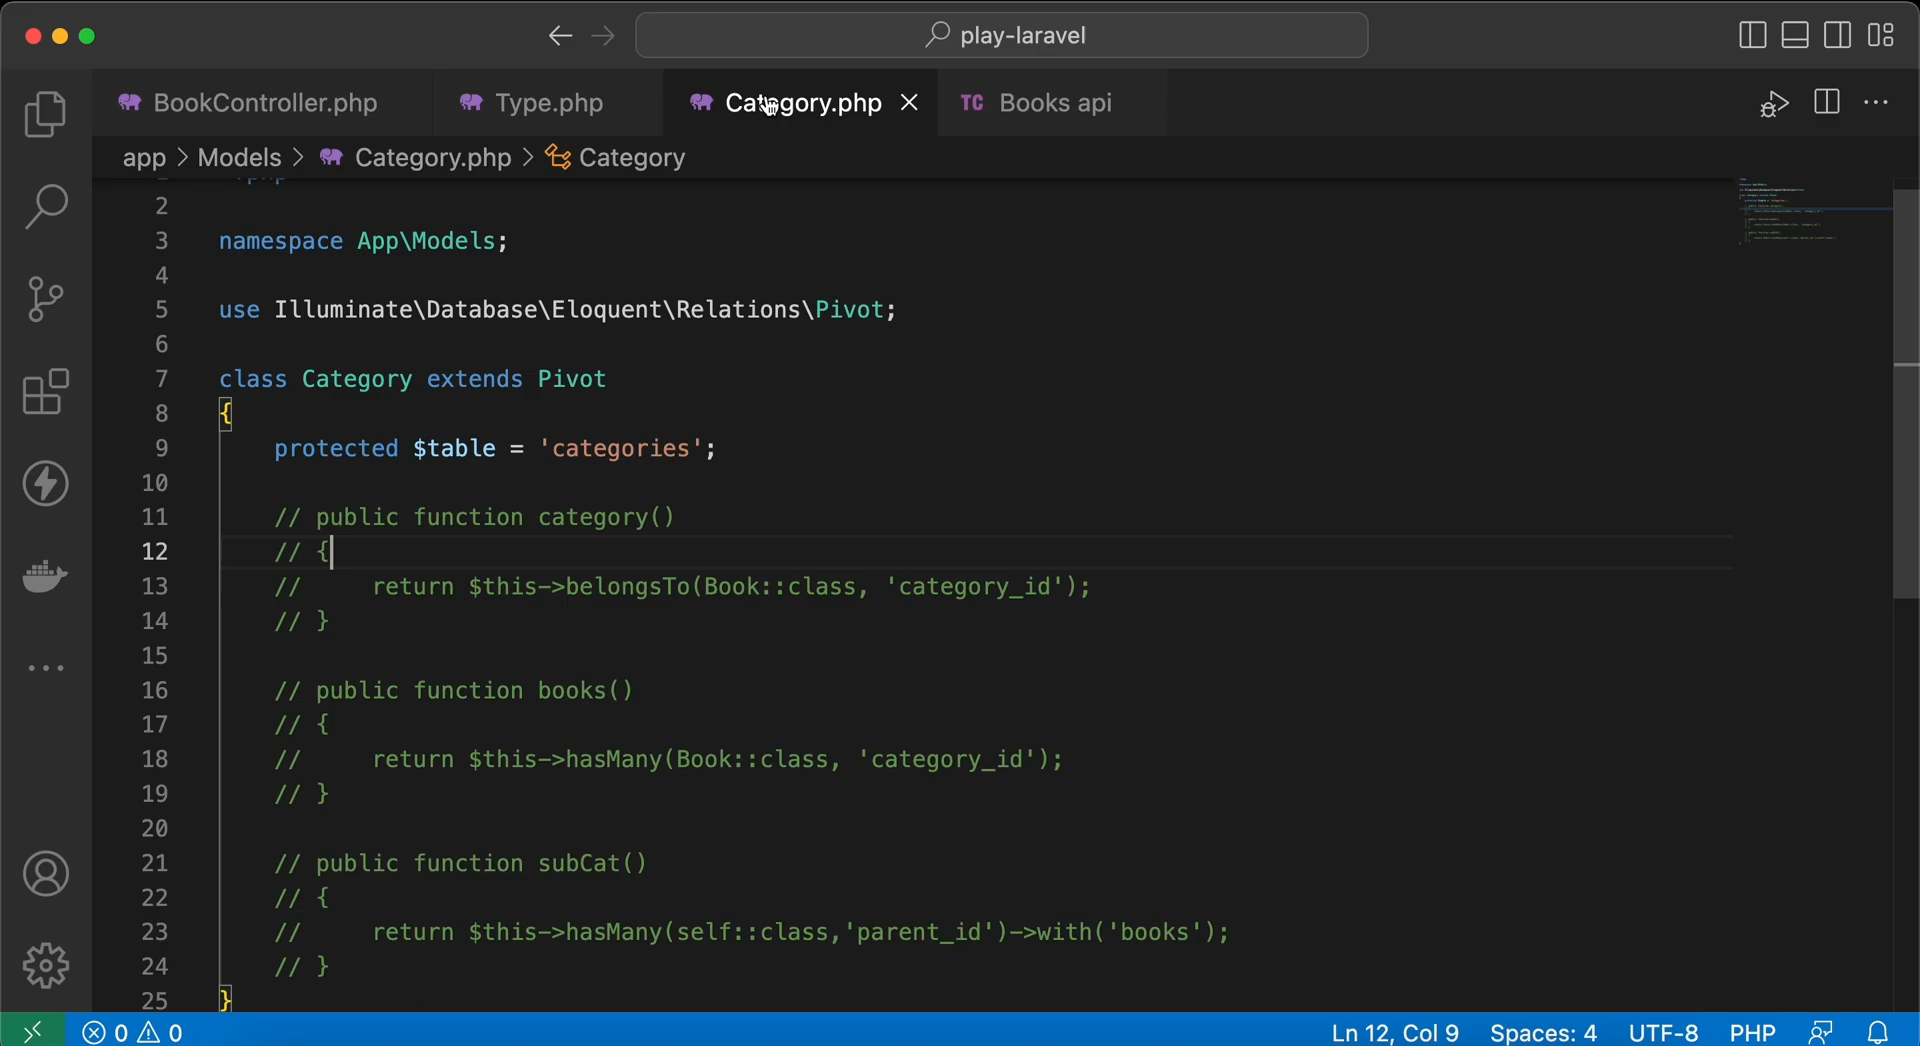 play-laravel
BookController.php Type.php Category.php Books api
TC
app > Models > Category.php > Category
2
3 namespace App\Models;
4
5 use Illuminate\Database\Eloquent\Relations\Pivot;
6
7 class Category extends Pivot
8 {
9 protected $table = 'categories';
10
11 // public function category()
12 // {
13 // return $this->belongsTo(Book::class, 'category_id');
14 // }
15
16 // public function books()
17 // {
18 // return $this->hasMany(Book::class, 'category_id');
19 // }
20
21 // public function subCat()
22 // {
23 // return $this->hasMany(self::class,'parent_id')->with('books');
24 // }
25 }
0 0 Ln 12, Col 9 Spaces: 4 UTF-8 PHP